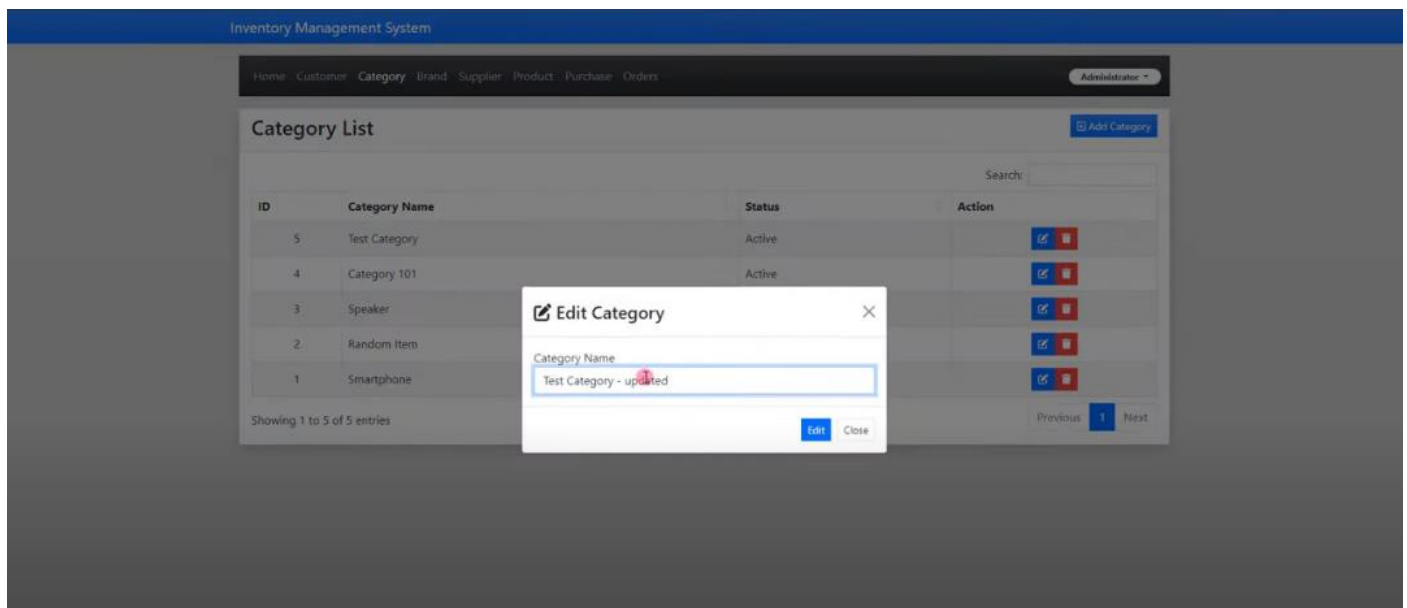 Inventory Management System
Home Customer Category Brand Supplier Product Purchase Orders Administrator
Category List Add Category
Search:
ID Category Name Status Action
5 Test Category Active
4 Category 101 Active
3 Speaker
2 Random Item
1 Smartphone
Showing 1 to 5 of 5 entries Previous 1 Next
Edit Category
Category Name
Test Category - updated
Edit Close